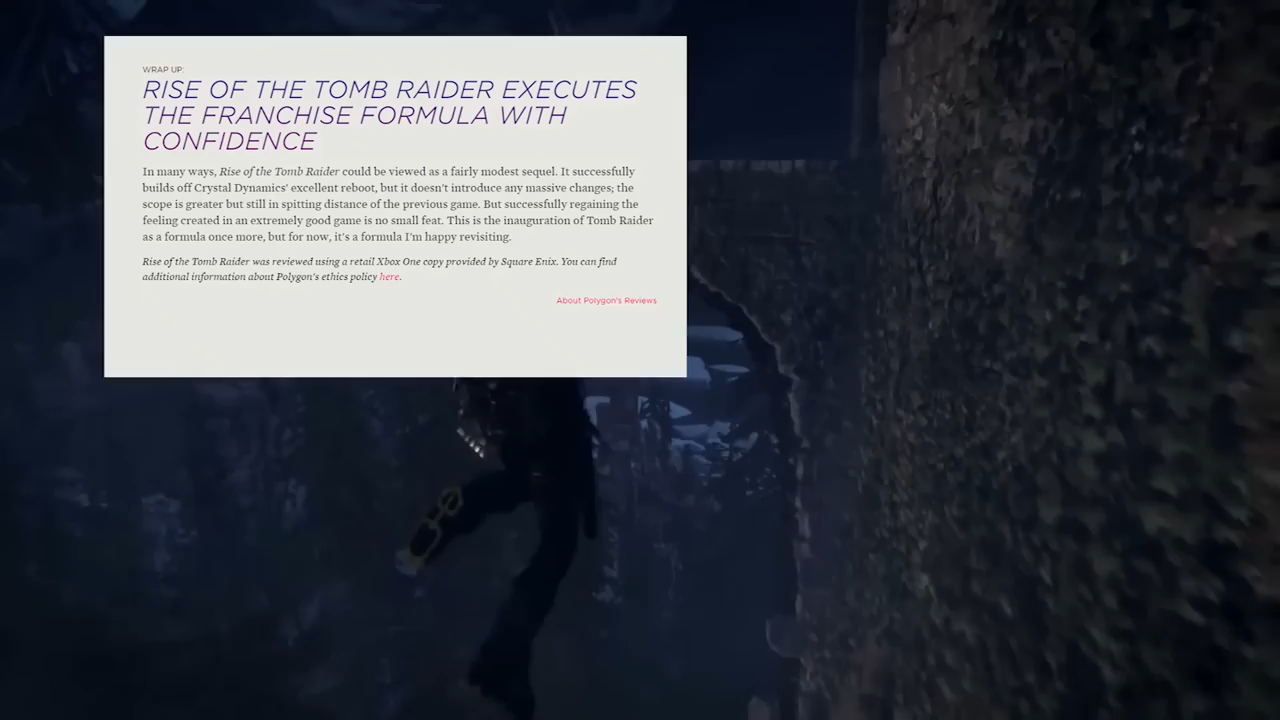 WRAP UP:
RISE OF THE TOMB RAIDER EXECUTES
THE FRANCHISE FORMULA WITH
CONFIDENCE
In many ways, Rise of the Tomb Raider could be viewed as a fairly modest sequel. It successfully
builds off Crystal Dynamics' excellent reboot, but it doesn't introduce any massive changes; the
scope is greater but still in spitting distance of the previous game. But successfully regaining the
feeling created in an extremely good game is no small feat. This is the inauguration of Tomb Raider
as a formula once more, but for now, it's a formula I'm happy revisiting.
Rise of the Tomb Raider was reviewed using a retail Xbox One copy provided by Square Enix. You can find
additional information about Polygon's ethics policy here.
About Polygon's Reviews